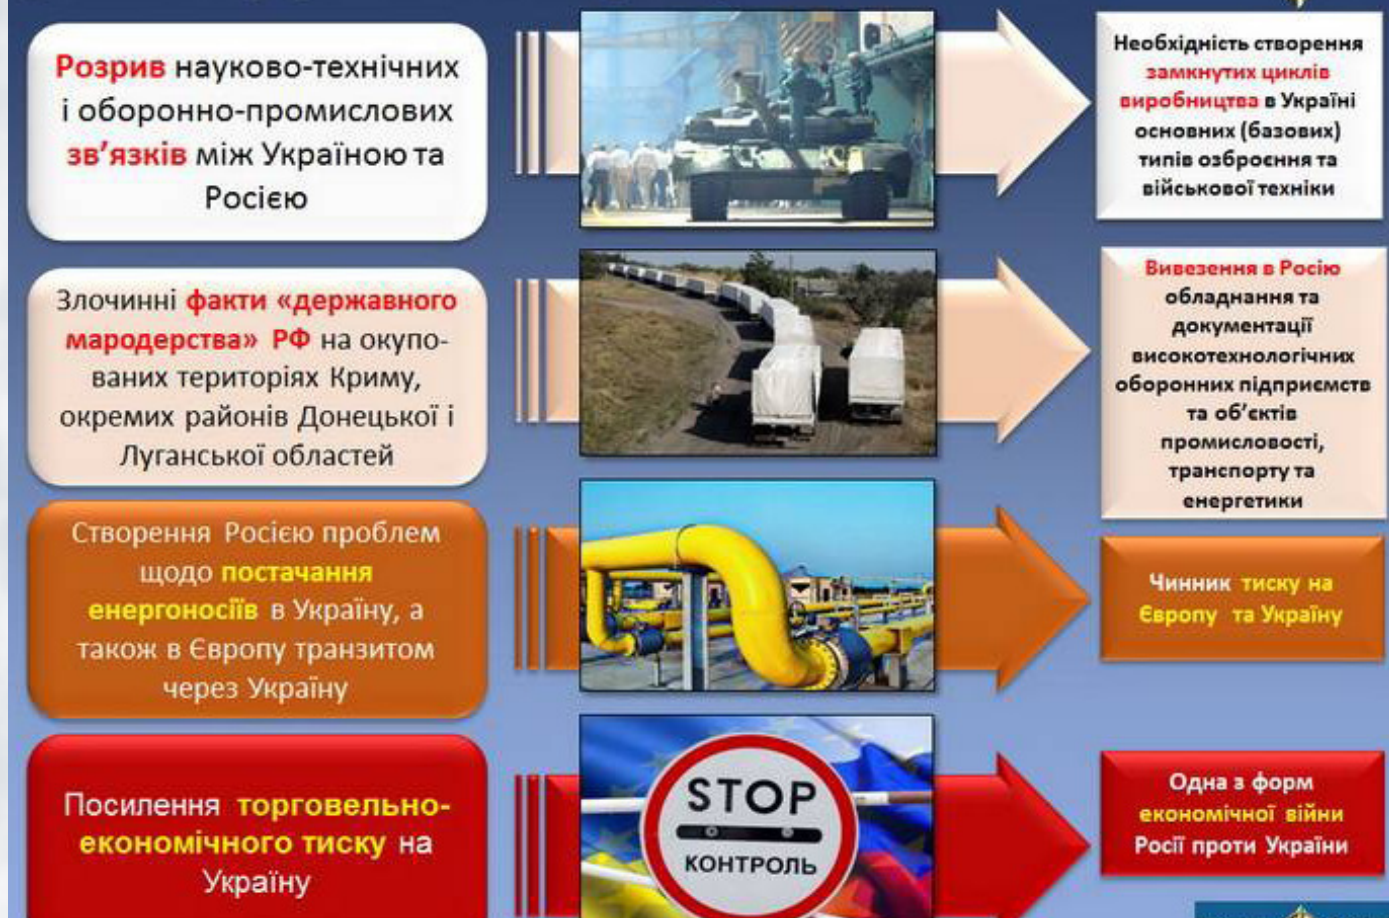 Розрив науково-технічних
і оборонно-промислових
зв’язків між Україною та
Росією
Необхідність створення
замкнутих циклів
виробництва в Україні
основних (базових)
типів озброєння та
військової техніки
Злочинні факти «державного
мародерства» РФ на окупо-
ваних територіях Криму,
окремих районів Донецької і
Луганської областей
Вивезення в Росію
обладнання та
документації
високотехнологічних
оборонних підприємств
та об’єктів
промисловості,
транспорту та
енергетики
Створення Росією проблем
щодо постачання
енергоносіїв в Україну, а
також в Європу транзитом
через Україну
Чинник тиску на
Європу та Україну
Посилення торговельно-
економічного тиску на
Україну
STOP
КОНТРОЛЬ
Одна з форм
економічної війни
Росії проти України